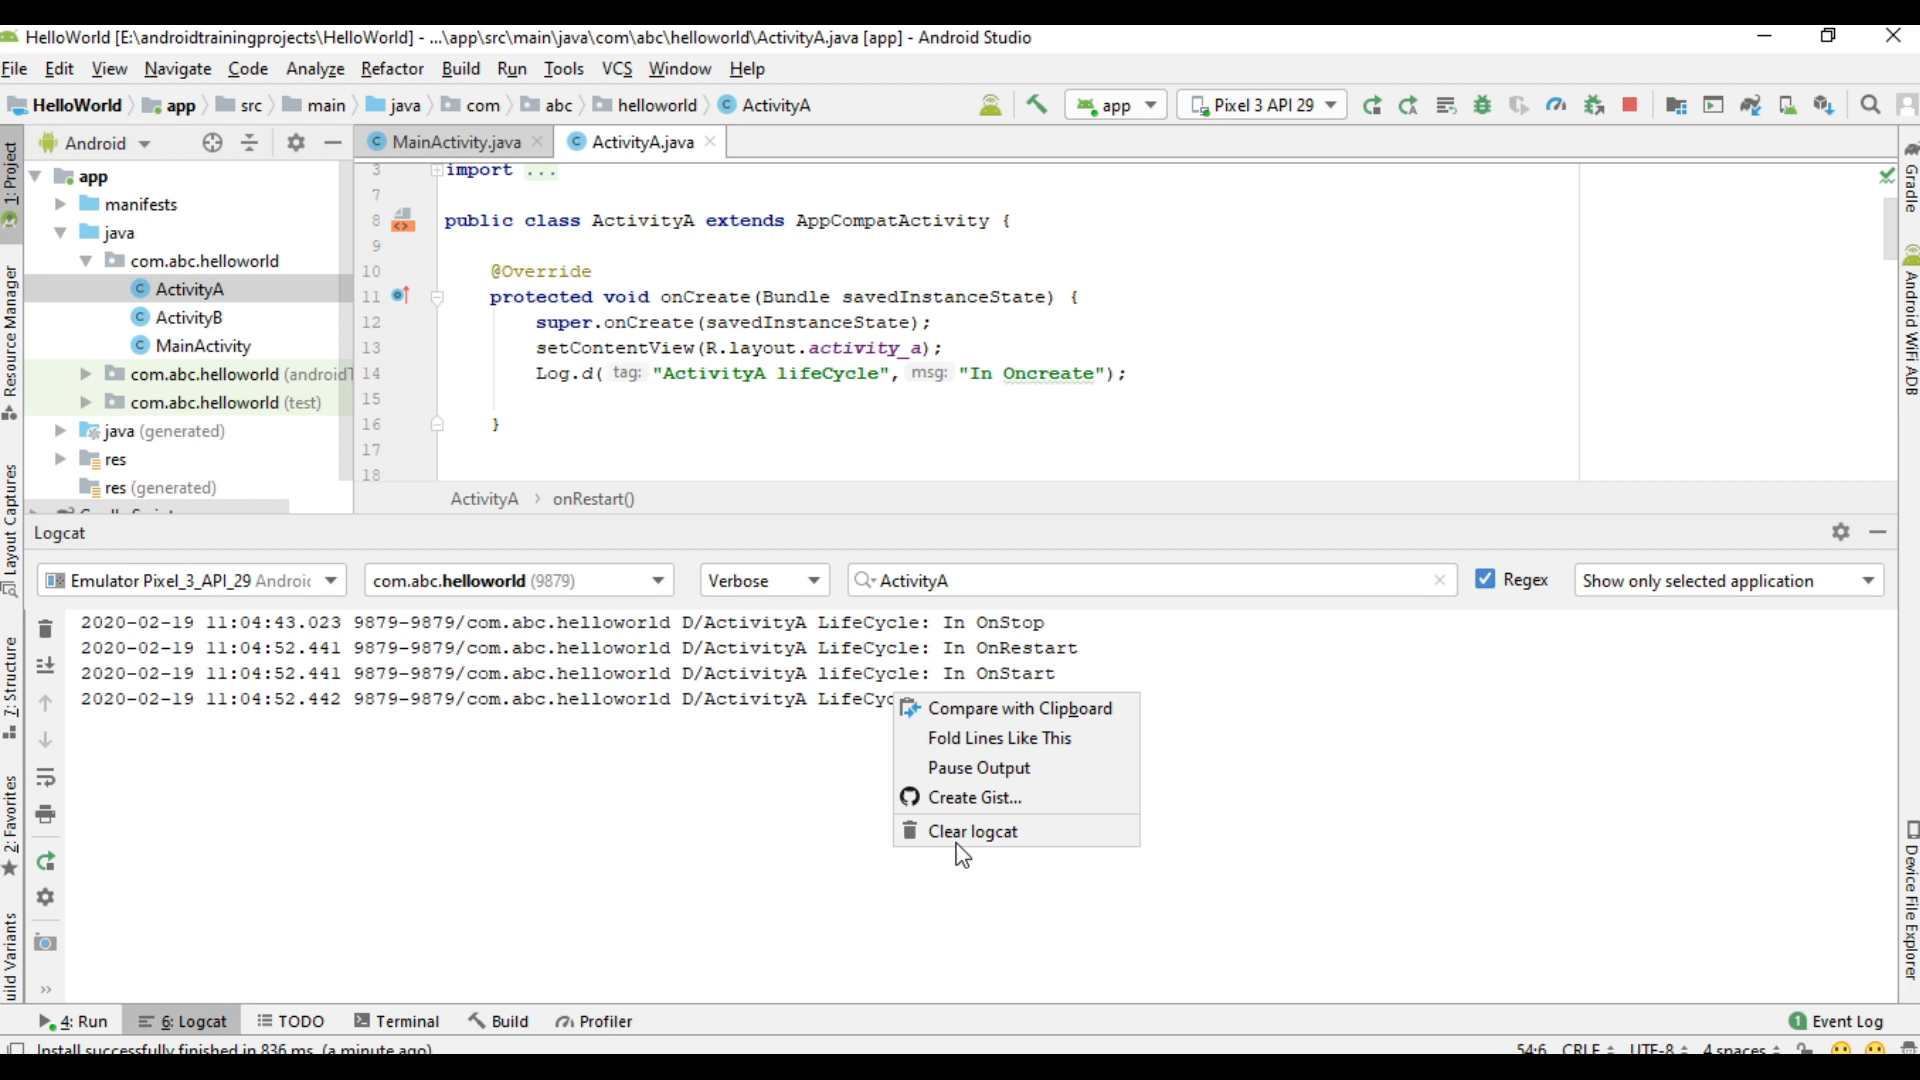 HelloWorld [E:\androidtrainingprojects\HelloWorld] - ...\app\src\main\java\com\abc\helloworld\ActivityA.java [app] - Android Studio
File Edit View Navigate Code Analyze Refactor Build Run Tools VCS Window Help
HelloWorld app src main java com abc helloworld ActivityA app Pixel 3 API 29
1: Project
Resource Manager
Layout Captures
7: Structure
2: Favorites
uild Variants
Android
app
manifests
java
com.abc.helloworld
ActivityA
ActivityB
MainActivity
com.abc.helloworld (androidT
com.abc.helloworld (test)
java (generated)
res
res (generated)
MainActivity.java ActivityA.java
3 import ...
7
8 public class ActivityA extends AppCompatActivity {
9
10 @Override
11 protected void onCreate(Bundle savedInstanceState) {
12 super.onCreate(savedInstanceState);
13 setContentView(R.layout.activity_a);
14 Log.d( tag: "ActivityA lifeCycle", msg: "In Oncreate");
15
16 }
17
18
ActivityA › onRestart()
Gradle
Android WiFi ADB
Device File Explorer
Logcat
Emulator Pixel_3_API_29 Androic com.abc.helloworld (9879) Verbose ActivityA Regex Show only selected application
2020-02-19 11:04:43.023 9879-9879/com.abc.helloworld D/ActivityA LifeCycle: In OnStop
2020-02-19 11:04:52.441 9879-9879/com.abc.helloworld D/ActivityA LifeCycle: In OnRestart
2020-02-19 11:04:52.441 9879-9879/com.abc.helloworld D/ActivityA lifeCycle: In OnStart
2020-02-19 11:04:52.442 9879-9879/com.abc.helloworld D/ActivityA LifeCyc
Compare with Clipboard
Fold Lines Like This
Pause Output
Create Gist...
Clear logcat
4: Run 6: Logcat TODO Terminal Build Profiler 1 Event Log
Install successfully finished in 836 ms. (a minute ago) 54:6 CRLF UTF-8 4 spaces